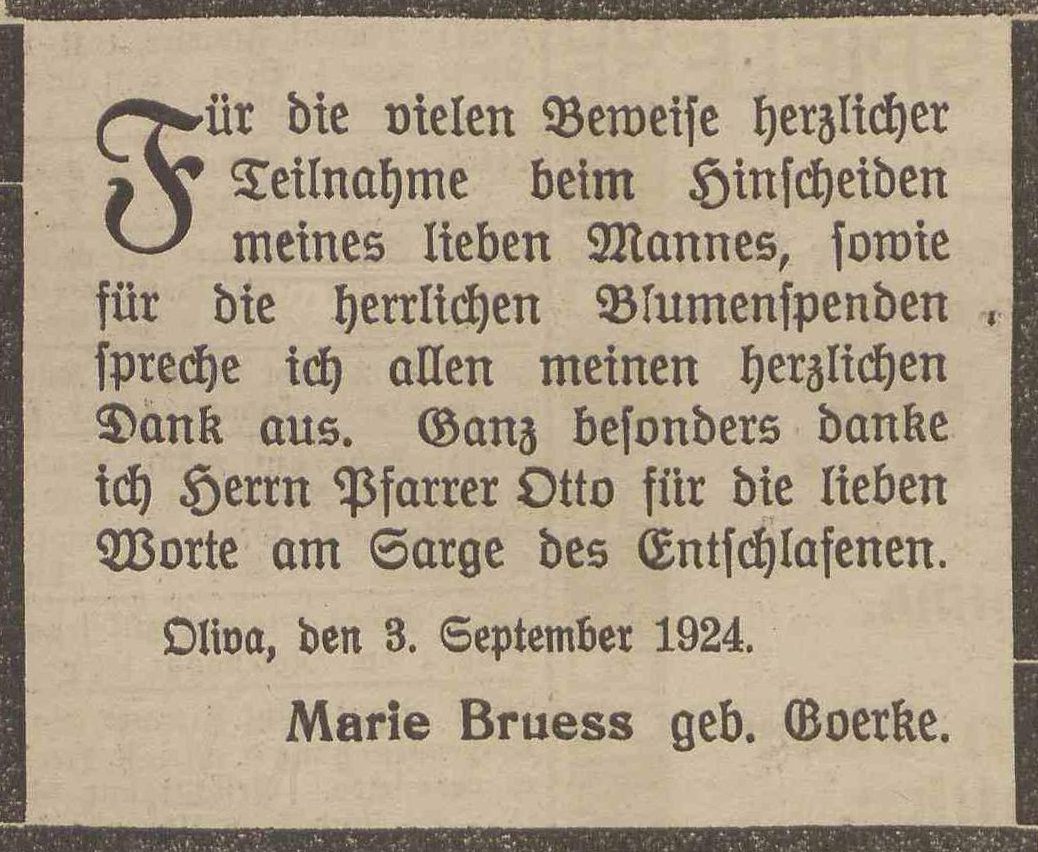 Für die vielen Beweise herzlicher
Teilnahme beim Hinscheiden
meines lieben Mannes, sowie
für die herrlichen Blumenspenden
spreche ich allen meinen herzlichen
Dank aus. Ganz besonders danke
ich Herrn Pfarrer Otto für die lieben
Worte am Sarge des Entschlafenen.
Oliva, den 3. September 1924.
Marie Bruess geb. Goerke.